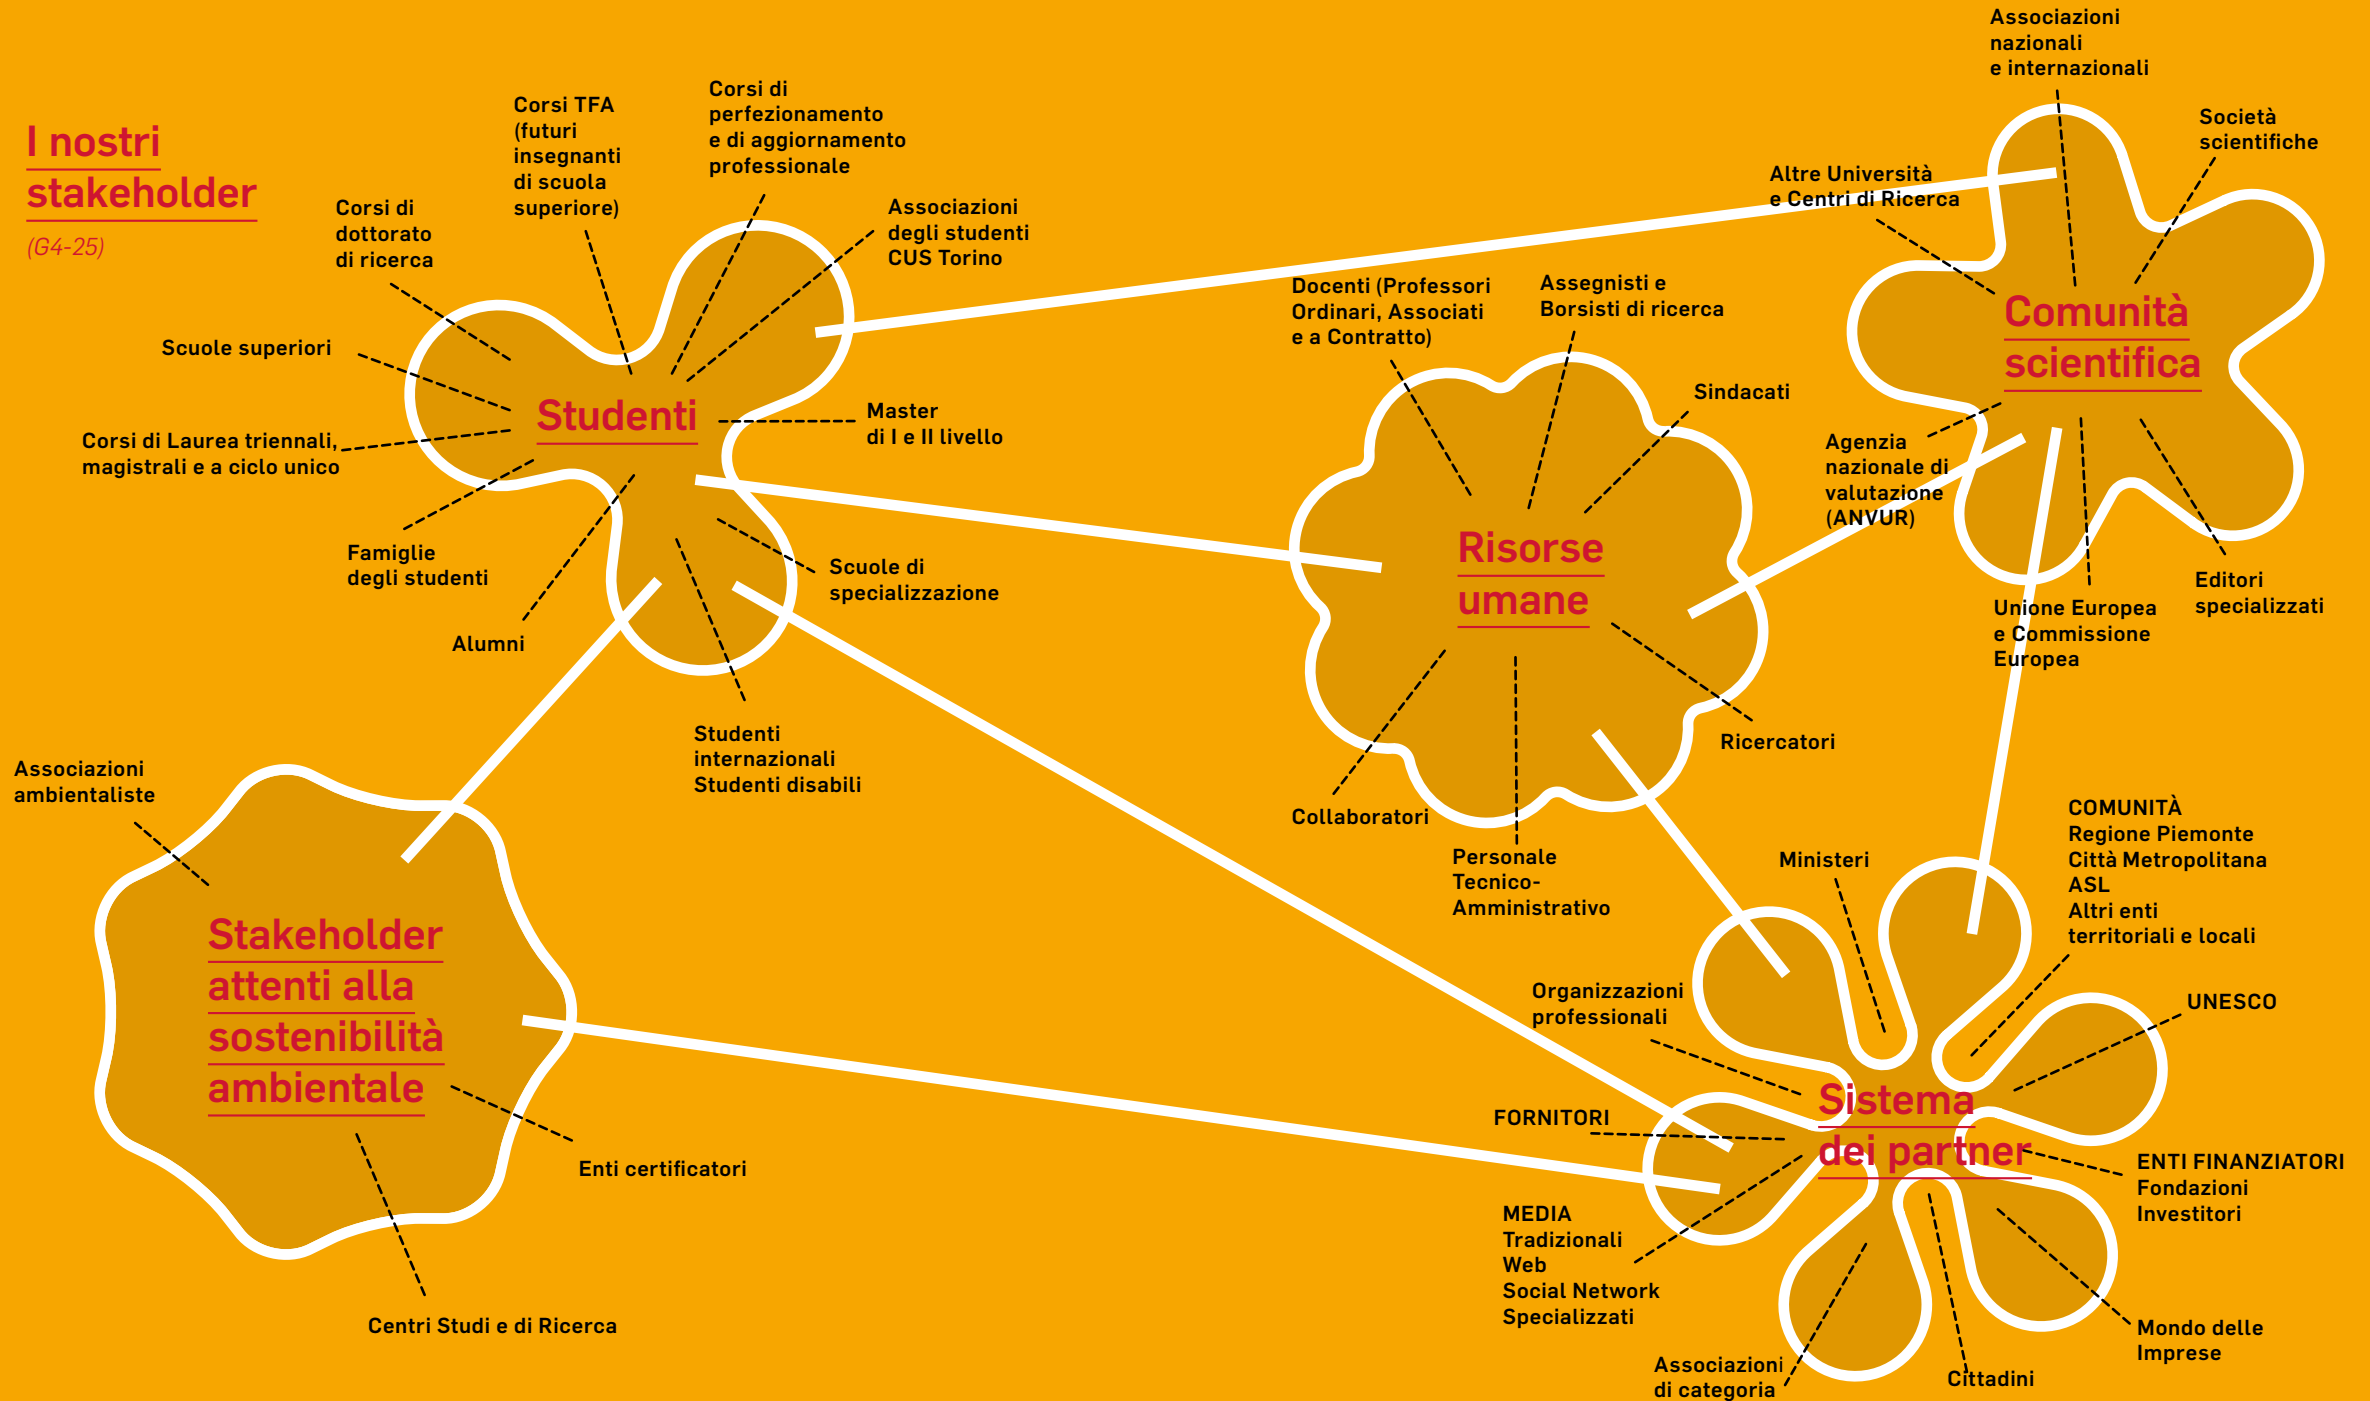 I nostri
stakeholder
(G4-25)
Corsi di
dottorato
di ricerca
Corsi TFA
(futuri
insegnanti
di scuola
superiore)
Corsi di
perfezionamento
e di aggiornamento
professionale
Associazioni
degli studenti
CUS Torino
Scuole superiori
Studenti
Master
di I e II livello
Corsi di Laurea triennali,
magistrali e a ciclo unico
Famiglie
degli studenti
Alumni
Scuole di
specializzazione
Studenti
internazionali
Studenti disabili
Associazioni
nazionali
e internazionali
Società
scientifiche
Altre Università
e Centri di Ricerca
Comunità
scientifica
Agenzia
nazionale di
valutazione
(ANVUR)
Unione Europea
e Commissione
Europea
Editori
specializzati
Docenti (Professori
Ordinari, Associati
e a Contratto)
Assegnisti e
Borsisti di ricerca
Sindacati
Risorse
umane
Ricercatori
Collaboratori
Personale
Tecnico-
Amministrativo
Associazioni
ambientaliste
Stakeholder
attenti alla
sostenibilità
ambientale
Enti certificatori
Centri Studi e di Ricerca
Ministeri
COMUNITÀ
Regione Piemonte
Città Metropolitana
ASL
Altri enti
territoriali e locali
Organizzazioni
professionali
UNESCO
Sistema
dei partner
FORNITORI
ENTI FINANZIATORI
Fondazioni
Investitori
MEDIA
Tradizionali
Web
Social Network
Specializzati
Mondo delle
Imprese
Associazioni
di categoria
Cittadini